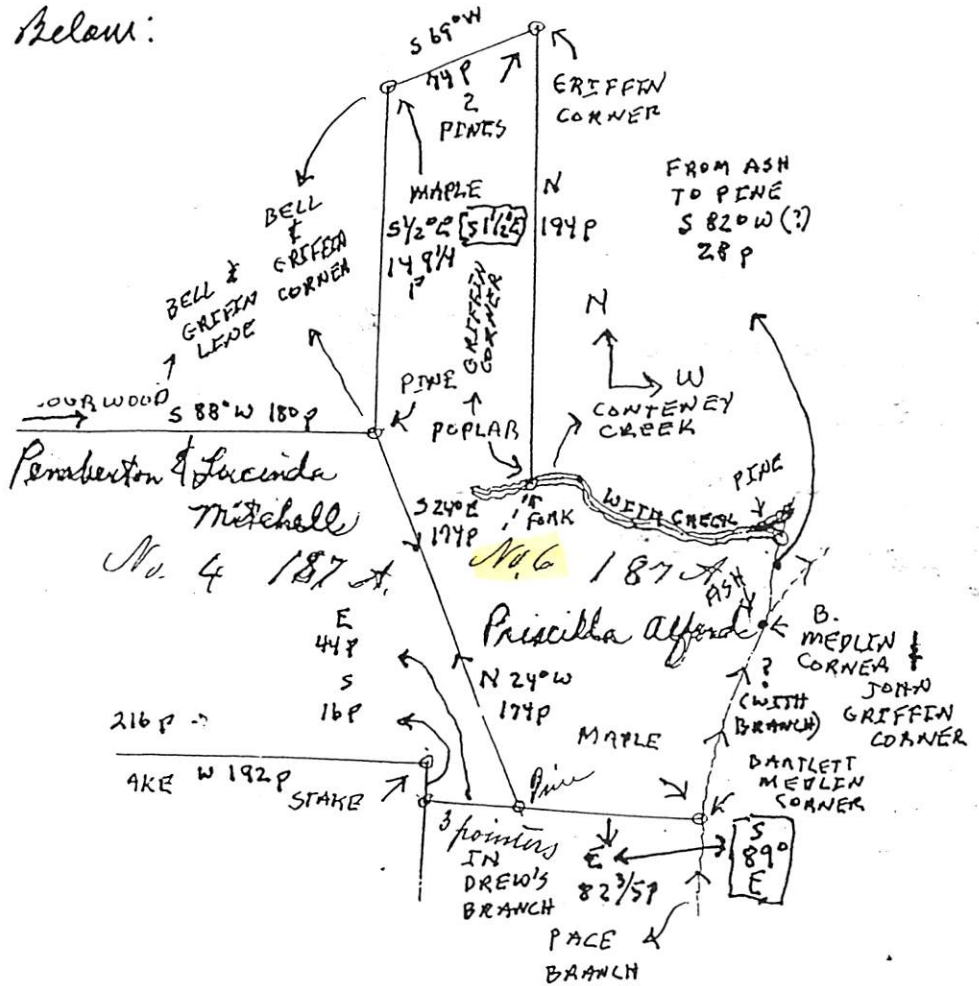 Below:
S 69° W
44 P
2
PINES
ERIFFIN
CORNER
FROM ASH
TO PINE
S 82° W (?)
28 P
BELL
&
ERIFFIN
CORNER
BELL &
GRIFIN
LINE
MAPLE
S 1/2° E [S 1 1/2° E]
149 1/4
P
N
194 P
GRIFFIN
CORNER
N
W
CONTENEY
CREEK
OURWOOD
S 88° W 180 P
PINE
POPLAR
PINE
WITH CREEK
FORK
Pemberton & Lucinda
Mitchell
S 24° E
174 P
No. 4 187 A.
No. 6 187 A
ASH
Priscilla Alford
B.
MEDLIN
CORNER &
JOHN
GRIFFIN
CORNER
E
44 P
S
16 P
N 24° W
174 P
?
(WITH
BRANCH)
MAPLE
216 P
AKE W 192 P
STAKE
Pine
BARTLETT
MEDLIN
CORNER
3 pointers
IN
DREW'S
BRANCH
E
82 3/5 P
S
89°
E
PACE
BRANCH